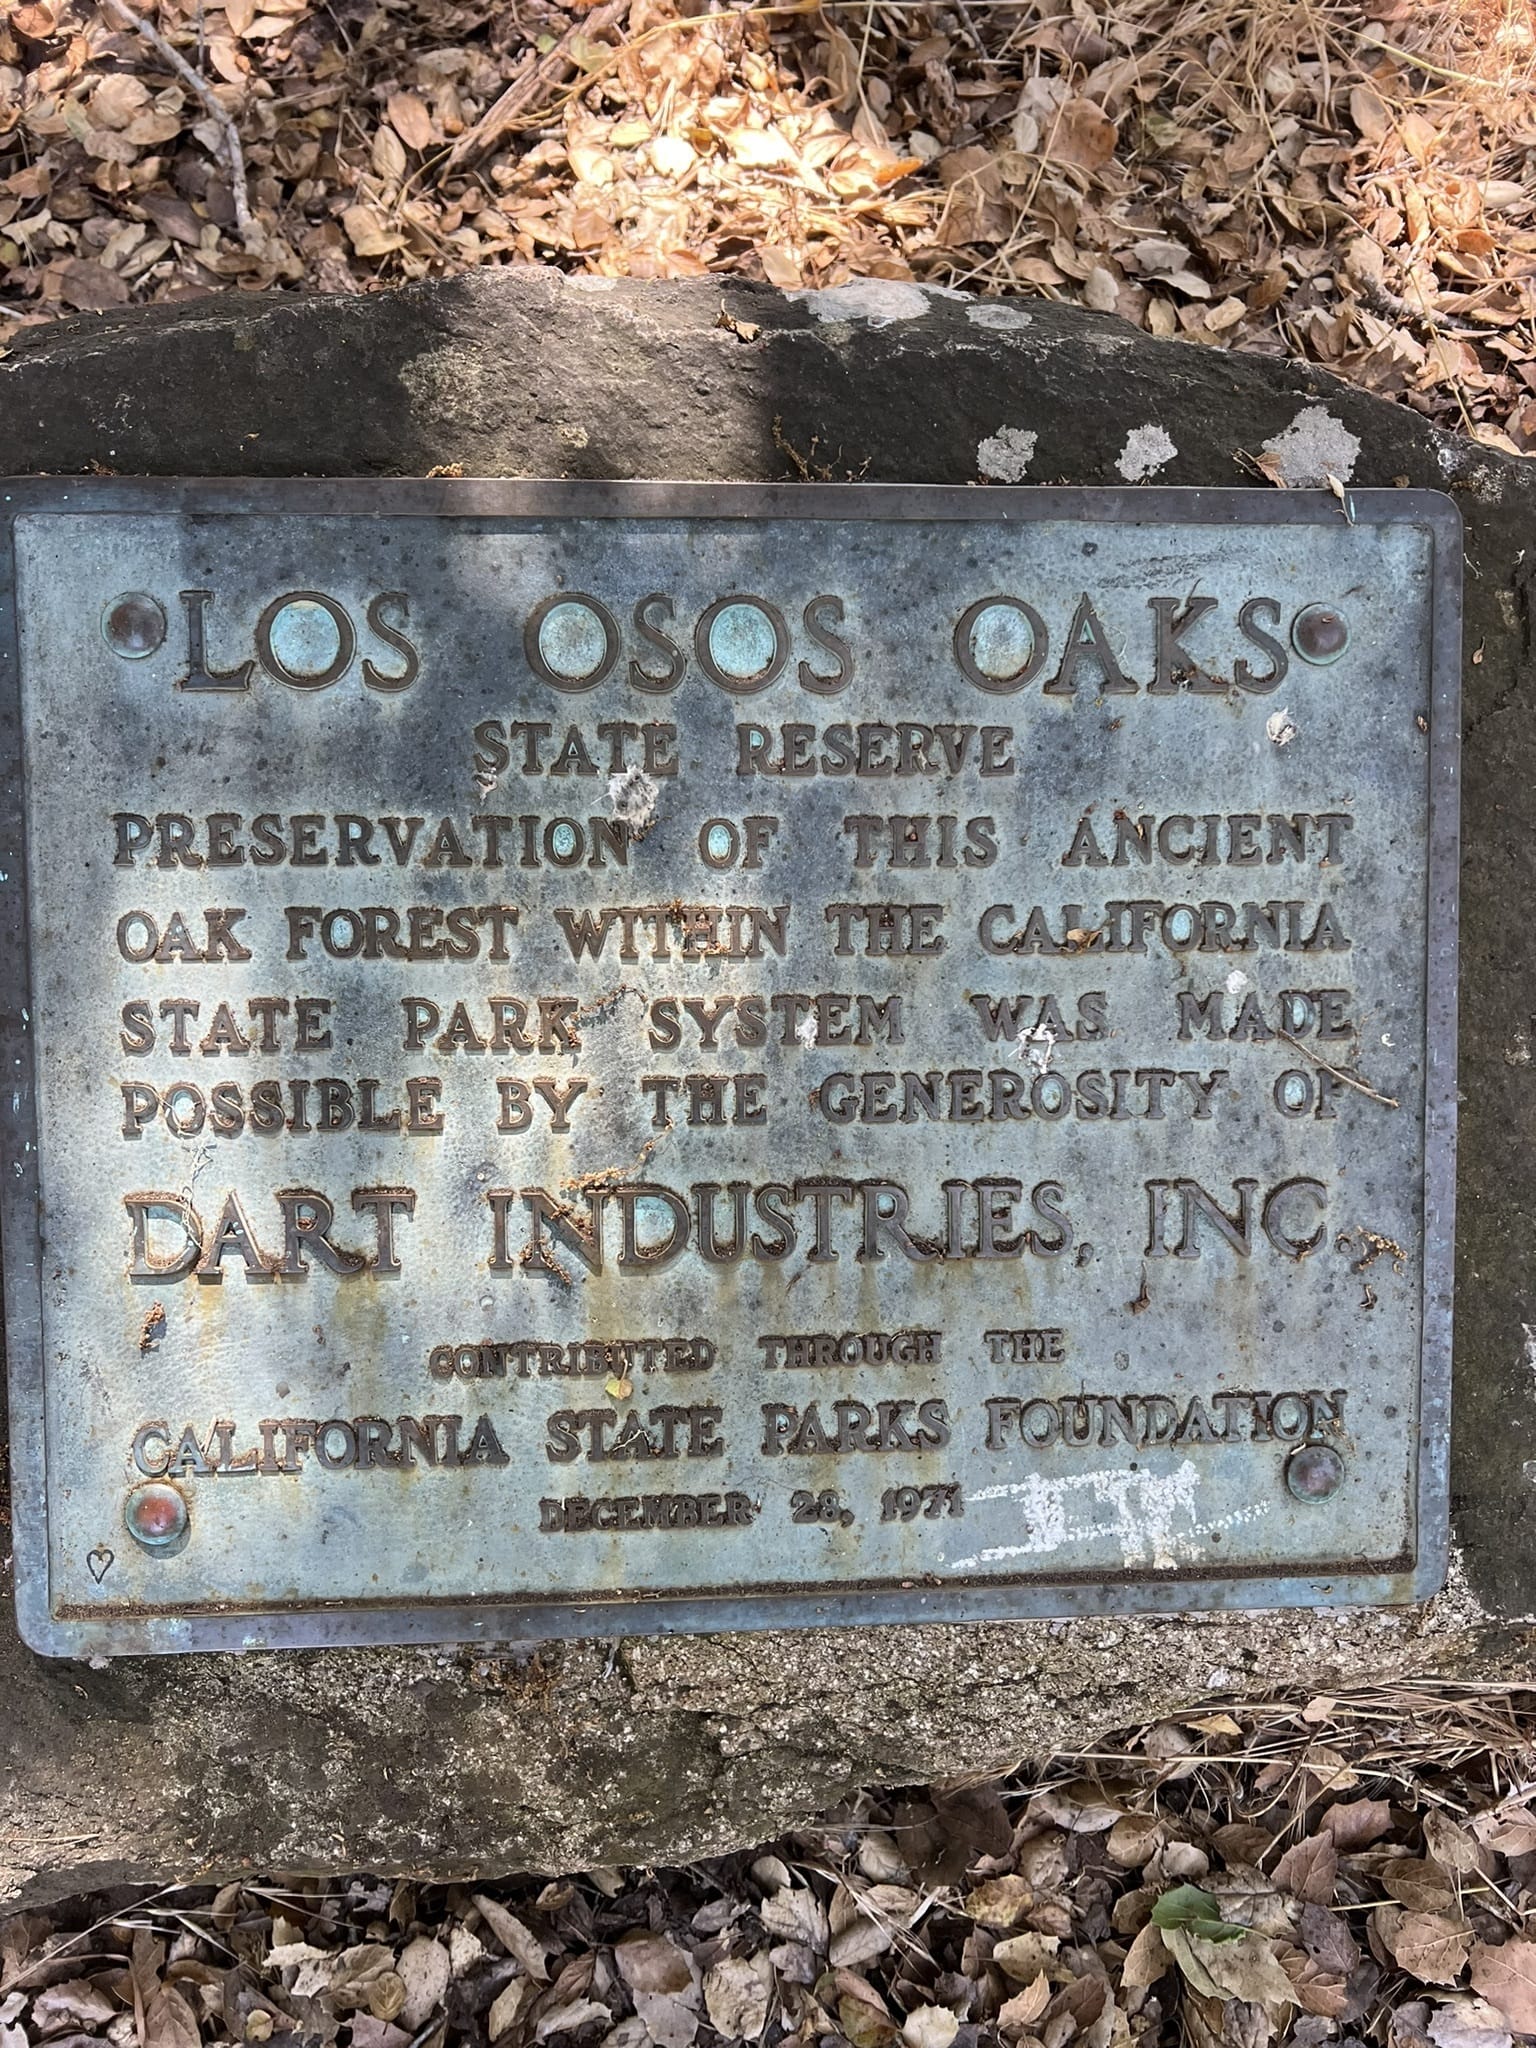 LOS OSOS OAKS
STATE RESERVE
PRESERVATION OF THIS ANCIENT
OAK FOREST WITHIN THE CALIFORNIA
STATE PARK SYSTEM WAS MADE
POSSIBLE BY THE GENEROSITY OF
DART INDUSTRIES, INC.
CONTRIBUTED THROUGH THE
CALIFORNIA STATE PARKS FOUNDATION
DECEMBER 28, 1971